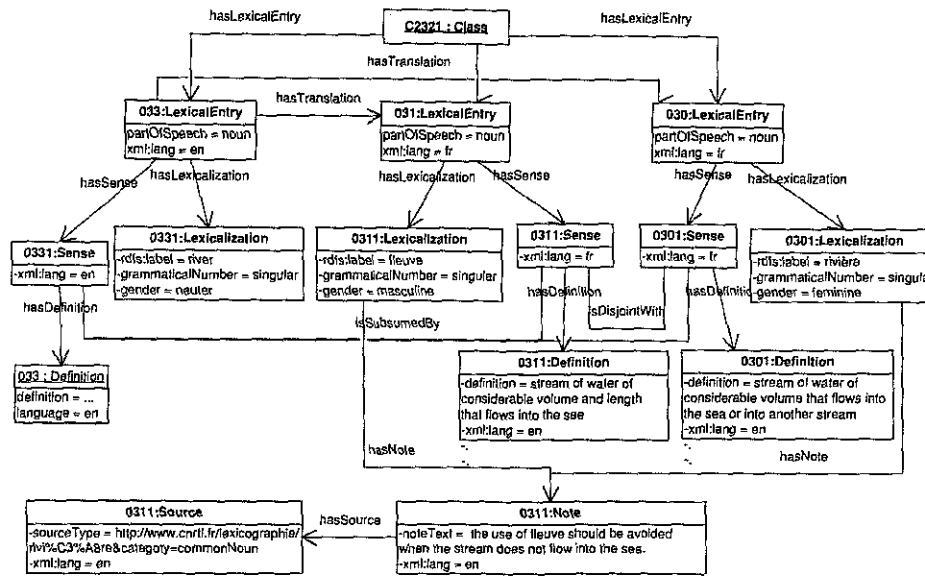 hasLexicalEntry
C2321 : Class
hasLexicalEntry
hasLexicalEntry
hasTranslation
hasTranslation
033:LexicalEntry
partOfSpeech = noun
xml:lang = en
031:LexicalEntry
partOfSpeech = noun
xml:lang = fr
030:LexicalEntry
partOfSpeech = noun
xml:lang = fr
hasSense
hasLexicalization
hasLexicalization
hasSense
hasSense
hasLexicalization
0331:Sense
-xml:lang = en
0331:Lexicalization
-rdfs:label = river
-grammaticalNumber = singular
-gender = neuter
0311:Lexicalization
-rdfs:label = fleuve
-grammaticalNumber = singular
-gender = masculine
0311:Sense
-xml:lang = fr
0301:Sense
-xml:lang = fr
0301:Lexicalization
-rdfs:label = rivière
-grammaticalNumber = singular
-gender = feminine
hasDefinition
hasDefinition
hasDefinitic
isDisjointWith
isSubsumedBy
033 : Definition
definition = ...
language = en
0311:Definition
-definition = stream of water of
considerable volume and length
that flows into the see
-xml:lang = en
0301:Definition
-definition = stream of water of
considerable volume that flows into
the sea or into another stream
-xml:lang = en
hasNote
hasNote
0311:Source
-sourceType = http://www.cnrtl.fr/lexicographie/
rivi%C3%A8re&category=commonNoun
-xml:lang = en
hasSource
0311:Note
-noteText = the use of fleuve should be avoided
when the stream does not flow into the see.
-xml:lang = en